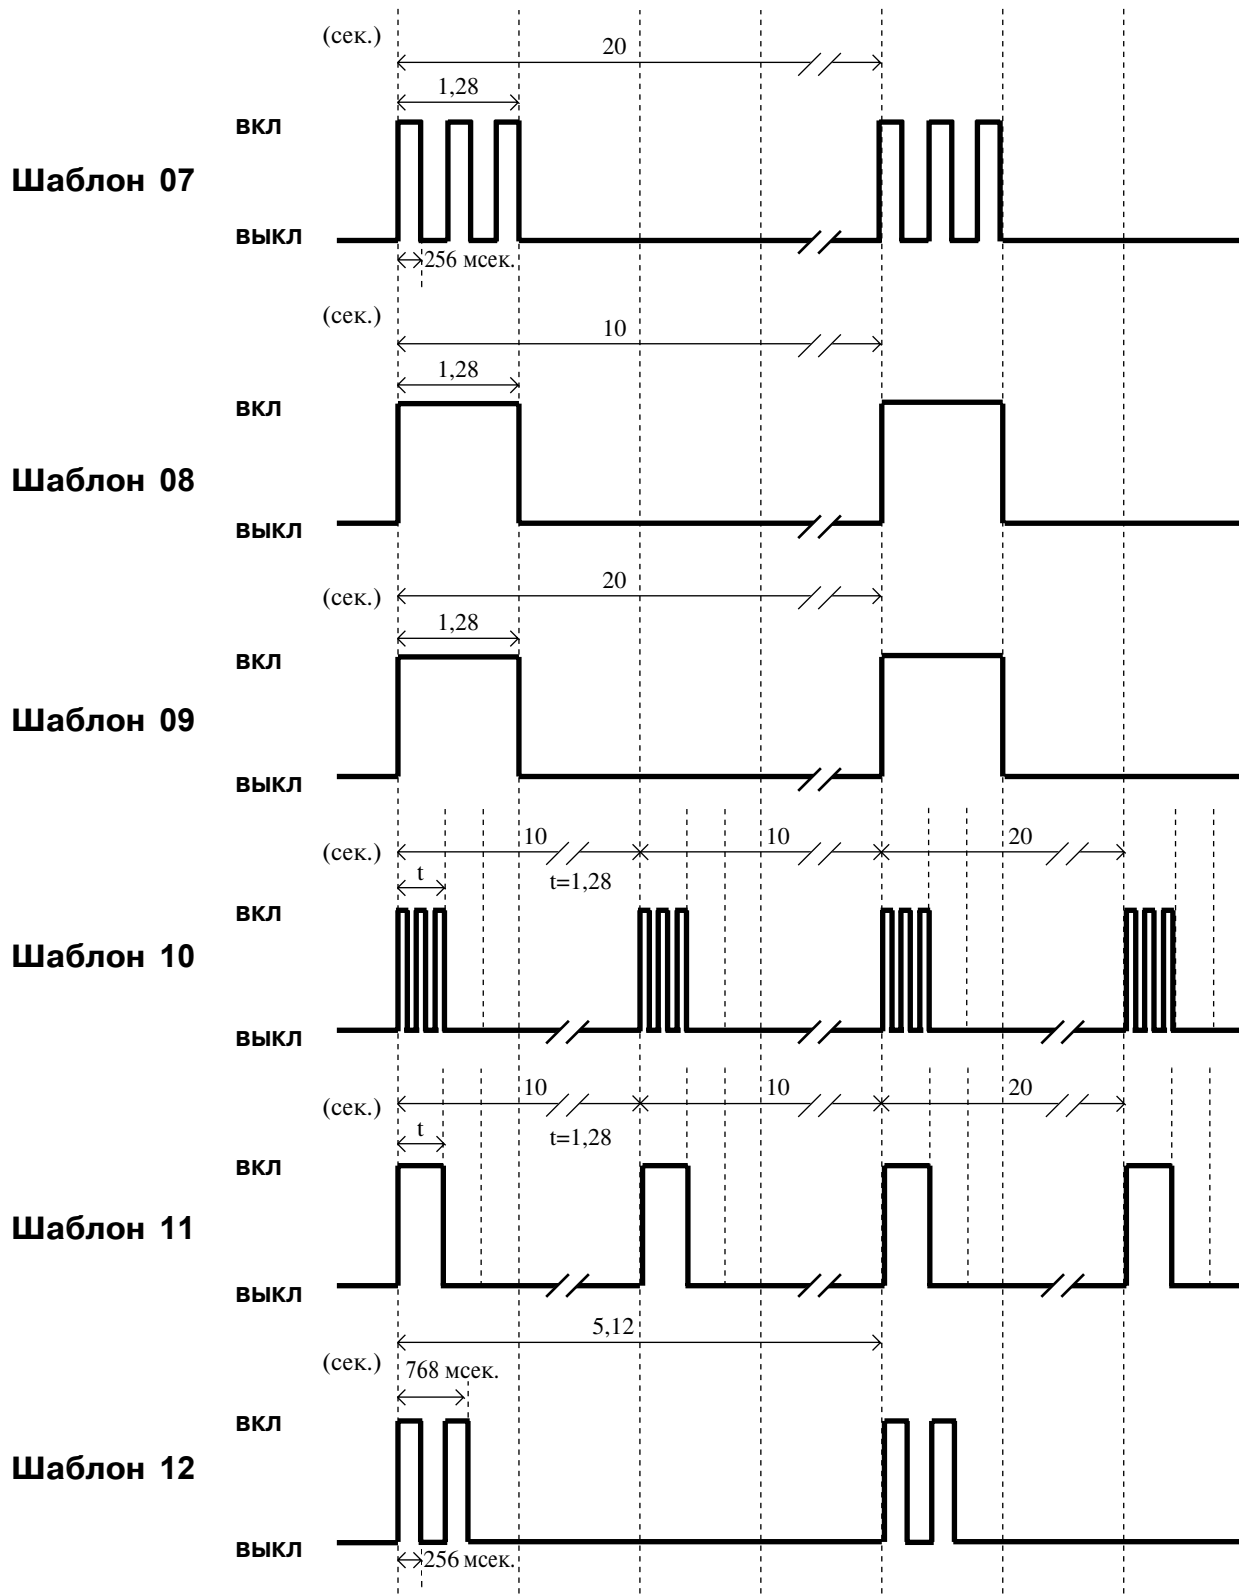 (сек.)
20
1,28
ВКЛ
Шаблон 07
ВЫКЛ
256 мсек.
(сек.)
10
1,28
ВКЛ
Шаблон 08
ВЫКЛ
20
(сек.)
1,28
ВКЛ
Шаблон 09
ВЫКЛ
10 10 20
(сек.)
t t=1,28
ВКЛ
Шаблон 10
ВЫКЛ
10 10 20
(сек.)
t t=1,28
ВКЛ
Шаблон 11
ВЫКЛ
5,12
(сек.)
768 мсек.
ВКЛ
Шаблон 12
ВЫКЛ
256 мсек.